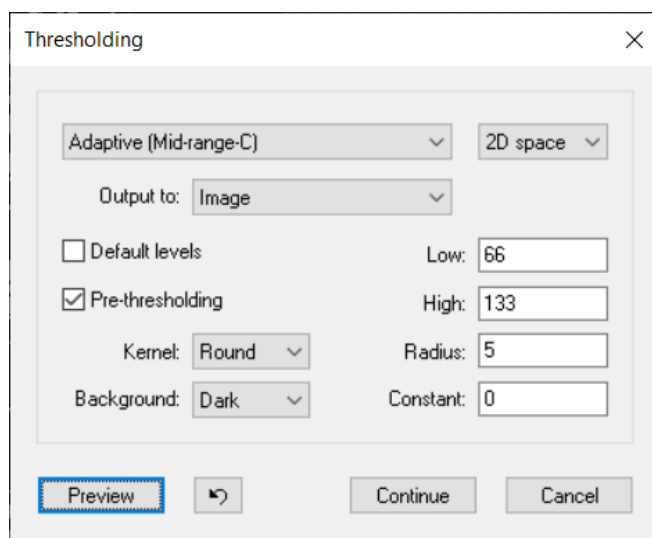 Thresholding
Adaptive (Mid-range-C) 2D space
Output to: Image
Default levels Low: 66
Pre-thresholding High: 133
Kernel: Round Radius: 5
Background: Dark Constant: 0
Preview Continue Cancel